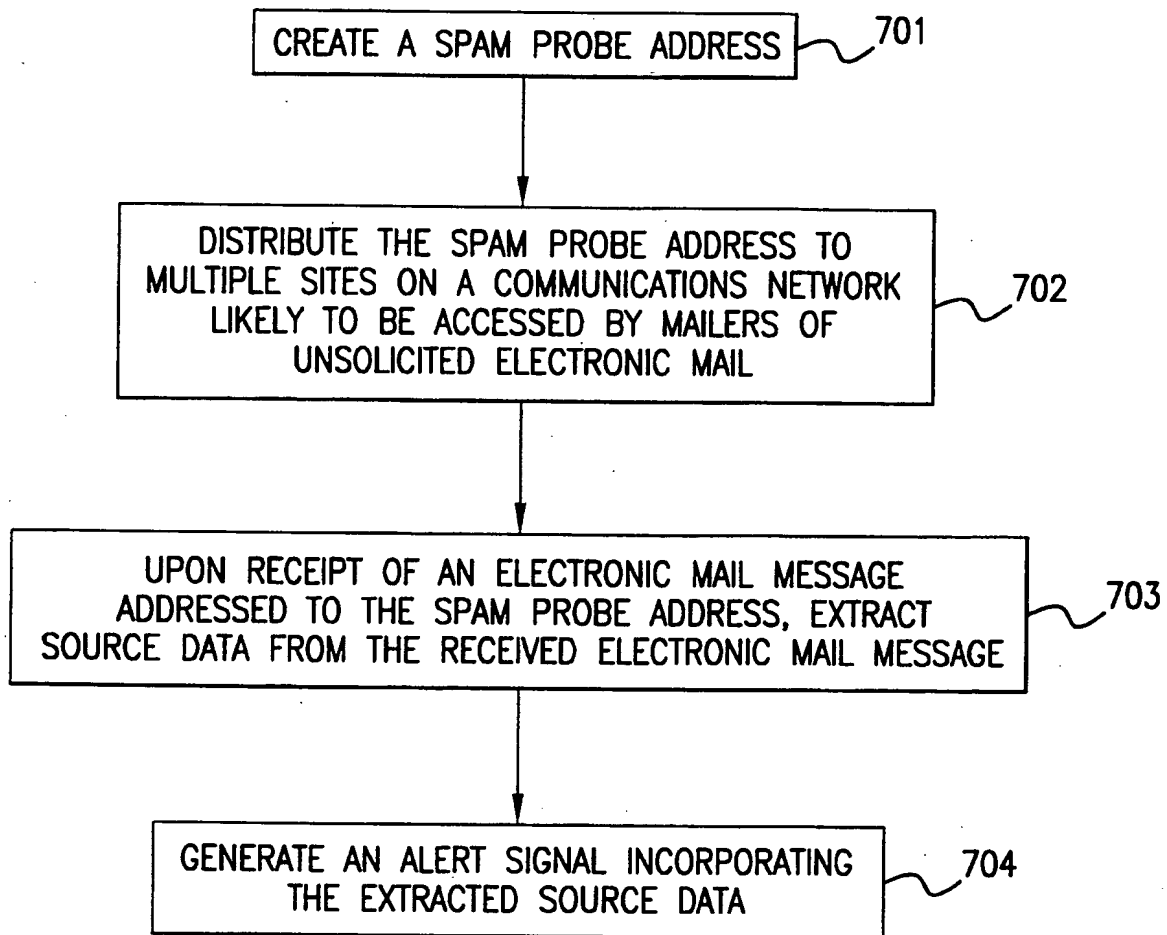 CREATE A SPAM PROBE ADDRESS
701
DISTRIBUTE THE SPAM PROBE ADDRESS TO
MULTIPLE SITES ON A COMMUNICATIONS NETWORK
LIKELY TO BE ACCESSED BY MAILERS OF
UNSOLICITED ELECTRONIC MAIL
702
UPON RECEIPT OF AN ELECTRONIC MAIL MESSAGE
ADDRESSED TO THE SPAM PROBE ADDRESS, EXTRACT
SOURCE DATA FROM THE RECEIVED ELECTRONIC MAIL MESSAGE
703
GENERATE AN ALERT SIGNAL INCORPORATING
THE EXTRACTED SOURCE DATA
704